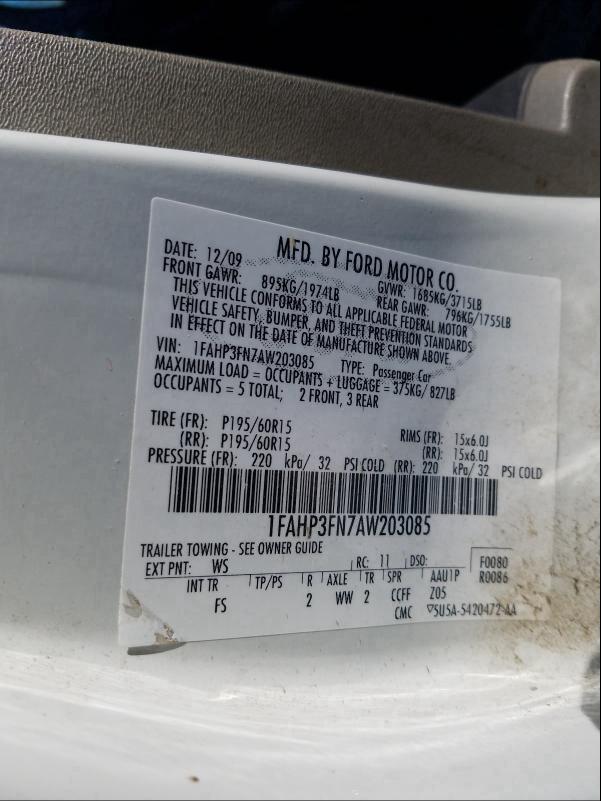 MFD. BY FORD MOTOR CO.
DATE: 12/09 GVWR: 1685KG/3715LB
FRONT GAWR: 895KG/1974LB REAR GAWR: 796KG/1755LB
THIS VEHICLE CONFORMS TO ALL APPLICABLE FEDERAL MOTOR
VEHICLE SAFETY, BUMPER, AND THEFT PREVENTION STANDARDS
IN EFFECT ON THE DATE OF MANUFACTURE SHOWN ABOVE
VIN: 1FAHP3FN7AW203085 TYPE: Passenger Car
MAXIMUM LOAD = OCCUPANTS + LUGGAGE = 375KG/ 827LB
OCCUPANTS = 5 TOTAL; 2 FRONT, 3 REAR
TIRE (FR): P195/60R15 RIMS (FR): 15x6.0J
(RR): P195/60R15 (RR): 15x6.0J
PRESSURE (FR): 220 kPa/ 32 PSI COLD (RR): 220 kPa/ 32 PSI COLD
1FAHP3FN7AW203085
TRAILER TOWING - SEE OWNER GUIDE
EXT PNT: WS RC: 11 DSO: F0080
INT TR TP/PS R AXLE TR SPR AAU1P R0086
FS 2 WW 2 CCFF Z05
CMC 5U5A-5420472-AA